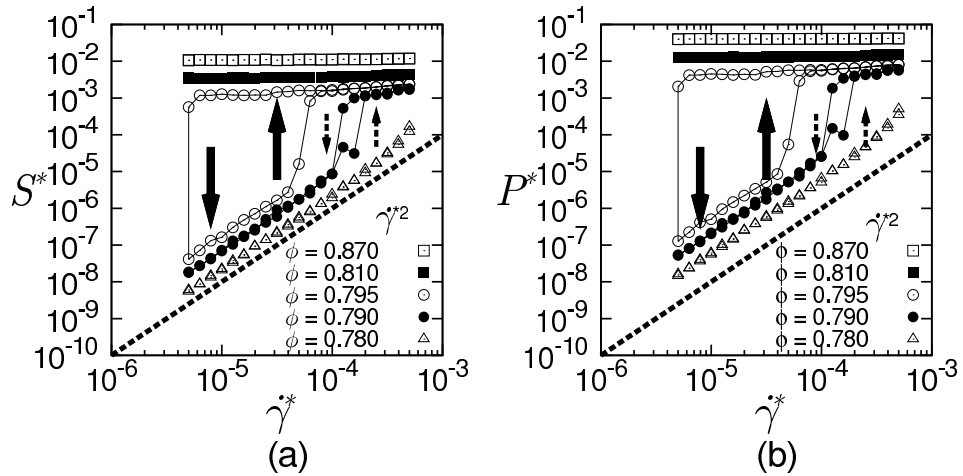 10⁻¹ 10⁻¹
10⁻² 10⁻²
10⁻³ 10⁻³
10⁻⁴ 10⁻⁴
S* 10⁻⁵ P* 10⁻⁵
10⁻⁶ 10⁻⁶
γ̇*² γ̇*²
10⁻⁷ ϕ = 0.870 10⁻⁷ ϕ = 0.870
10⁻⁸ ϕ = 0.810 10⁻⁸ ϕ = 0.810
ϕ = 0.795 ϕ = 0.795
10⁻⁹ ϕ = 0.790 10⁻⁹ ϕ = 0.790
10⁻¹⁰ ϕ = 0.780 10⁻¹⁰ ϕ = 0.780
10⁻⁶ 10⁻⁵ 10⁻⁴ 10⁻³ 10⁻⁶ 10⁻⁵ 10⁻⁴ 10⁻³
γ̇* γ̇*
(a) (b)